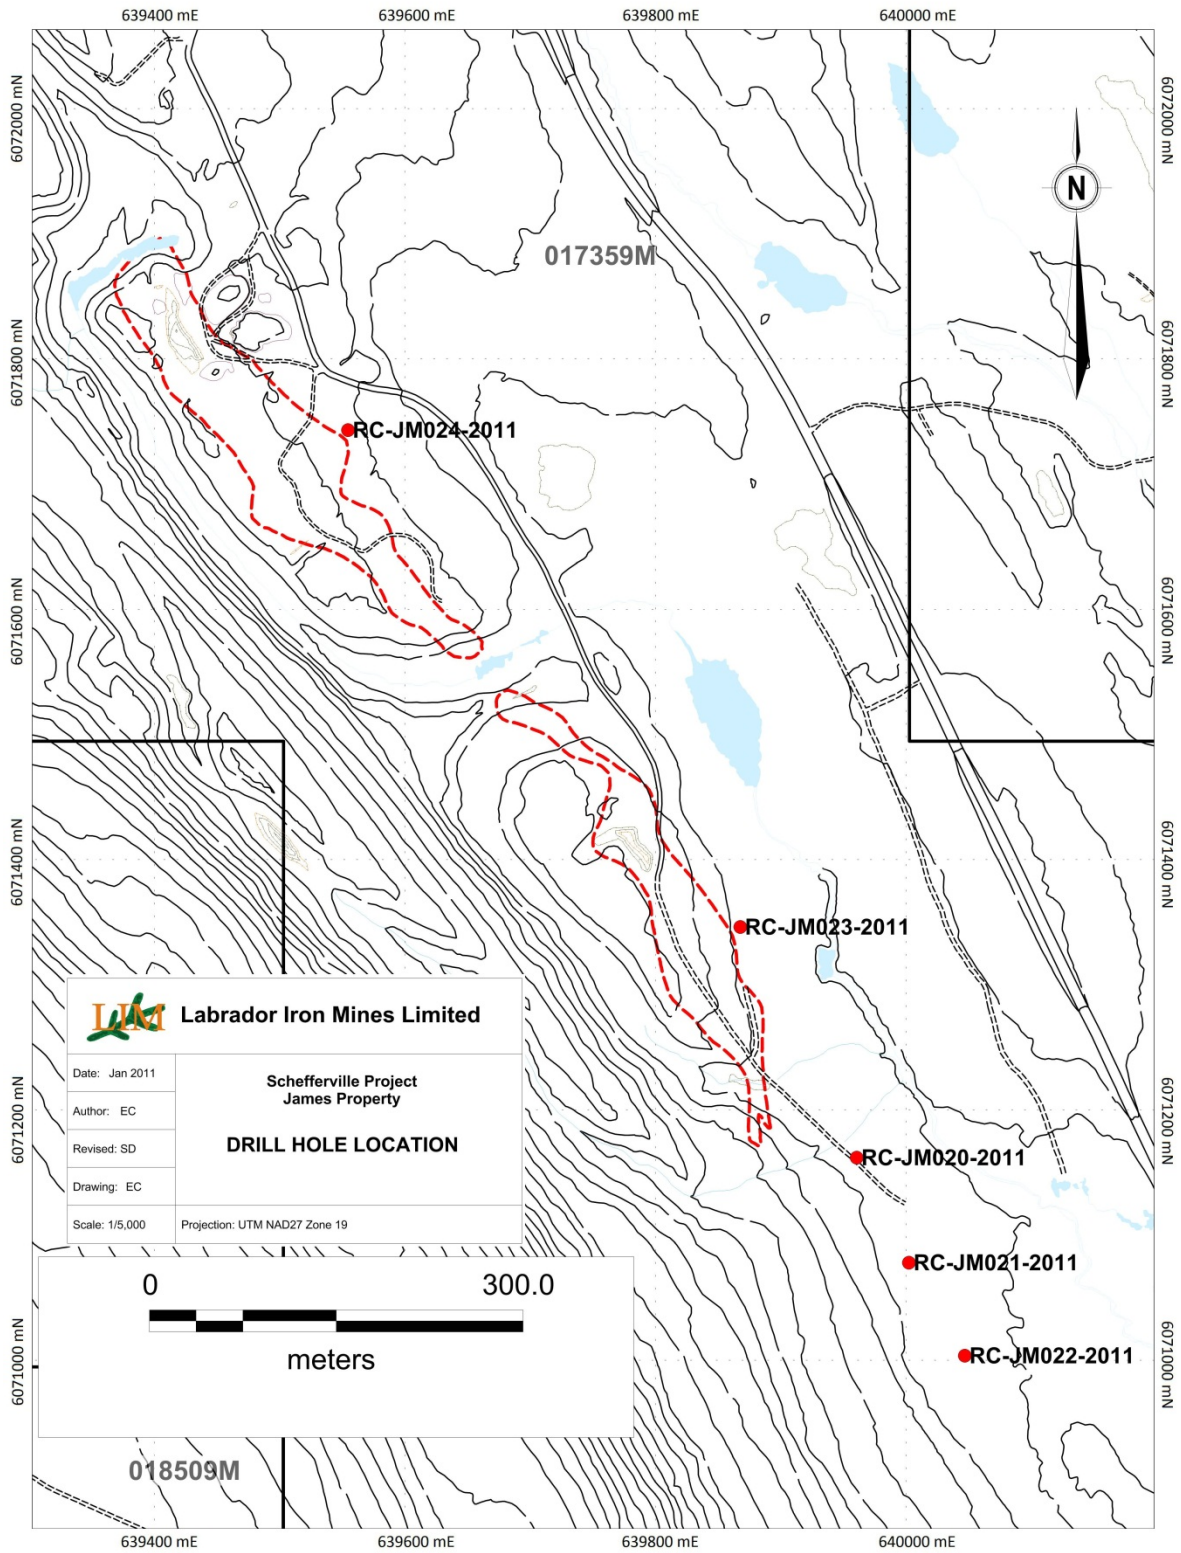 639400 mE
639600 mE
639800 mE
640000 mE
6072000 mN
6072000 mN
N
017359M
6071800 mN
6071800 mN
RC-JM024-2011
6071600 mN
6071600 mN
6071400 mN
6071400 mN
RC-JM023-2011
LIM
Labrador Iron Mines Limited
Date: Jan 2011
Scheffervill​e Project
James Property
Author: EC
Revised: SD
DRILL HOLE LOCATION
Drawing: EC
Scale: 1/5,000
Projection: UTM NAD27 Zone 19
6071200 mN
6071200 mN
RC-JM020-2011
RC-JM021-2011
0 300.0
meters
6071000 mN
6071000 mN
RC-JM022-2011
018509M
639400 mE
639600 mE
639800 mE
640000 mE